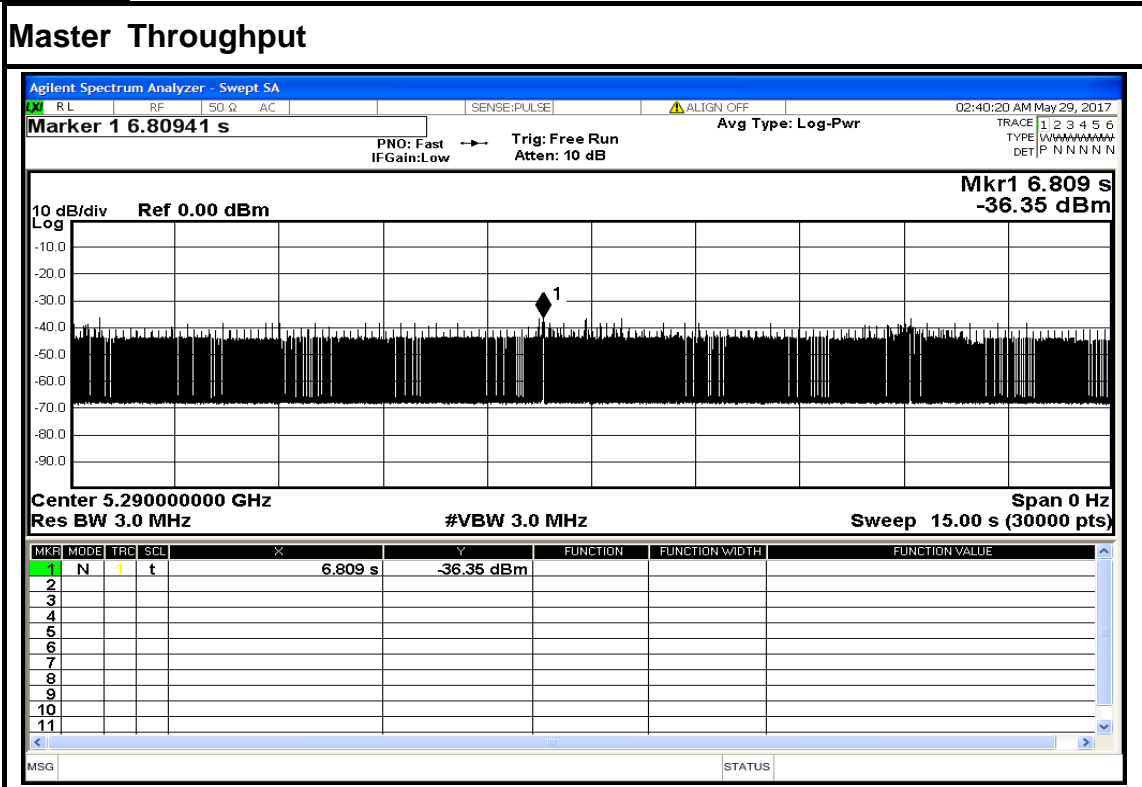 Master Throughput
Agilent Spectrum Analyzer - Swept SA
LXI RL RF 50 Ω AC SENSE:PULSE ALIGN OFF 02:40:20 AM May 29, 2017
Marker 1 6.80941 s
PNO: Fast
IFGain:Low
Trig: Free Run
Atten: 10 dB
Avg Type: Log-Pwr
TRACE 1 2 3 4 5 6
TYPE WWWWWW
DET P N N N N N
Mkr1 6.809 s
-36.35 dBm
10 dB/div Ref 0.00 dBm
Log
-10.0
-20.0
-30.0
1
-40.0
-50.0
-60.0
-70.0
-80.0
-90.0
Center 5.290000000 GHz Span 0 Hz
Res BW 3.0 MHz #VBW 3.0 MHz Sweep 15.00 s (30000 pts)
MKR MODE TRC SCL X Y FUNCTION FUNCTION WIDTH FUNCTION VALUE
1 N 1 t 6.809 s -36.35 dBm
2
3
4
5
6
7
8
9
10
11
MSG STATUS